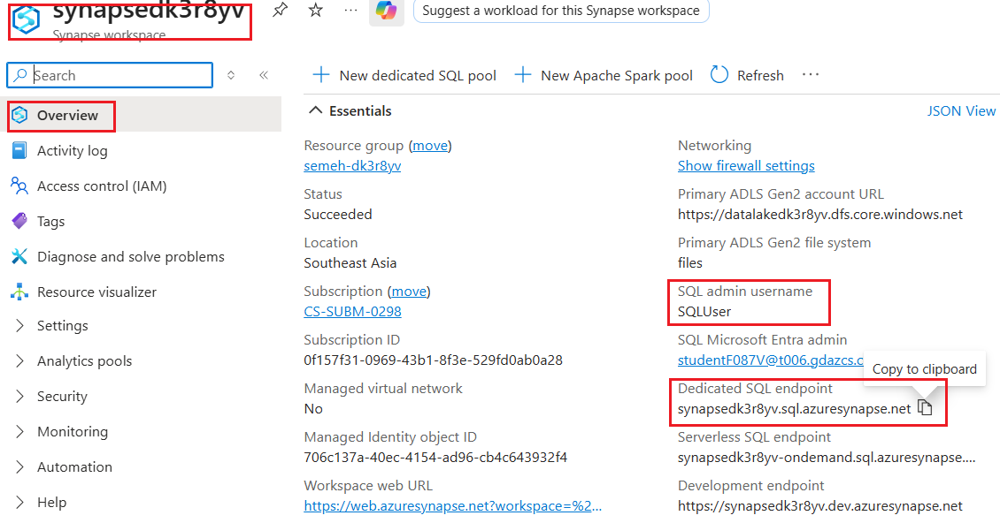 synapsedk3r8yv
Synapse workspace
Suggest a workload for this Synapse workspace
Search
Overview
Activity log
Access control (IAM)
Tags
Diagnose and solve problems
Resource visualizer
Settings
Analytics pools
Security
Monitoring
Automation
Help
New dedicated SQL pool
New Apache Spark pool
Refresh
Essentials
JSON View
Resource group (move)
semeh-dk3r8yv
Status
Succeeded
Location
Southeast Asia
Subscription (move)
CS-SUBM-0298
Subscription ID
0f157f31-0969-43b1-8f3e-529fd0ab0a28
Managed virtual network
No
Managed Identity object ID
706c137a-40ec-4154-ad96-cb4c643932f4
Workspace web URL
https://web.azuresynapse.net?workspace=%2...
Networking
Show firewall settings
Primary ADLS Gen2 account URL
https://datalakedk3r8yv.dfs.core.windows.net
Primary ADLS Gen2 file system
files
SQL admin username
SQLUser
SQL Microsoft Entra admin
studentF087V@t006.gdazcs.c
Copy to clipboard
Dedicated SQL endpoint
synapsedk3r8yv.sql.azuresynapse.net
Serverless SQL endpoint
synapsedk3r8yv-ondemand.sql.azuresynapse....
Development endpoint
https://synapsedk3r8yv.dev.azuresynapse.net